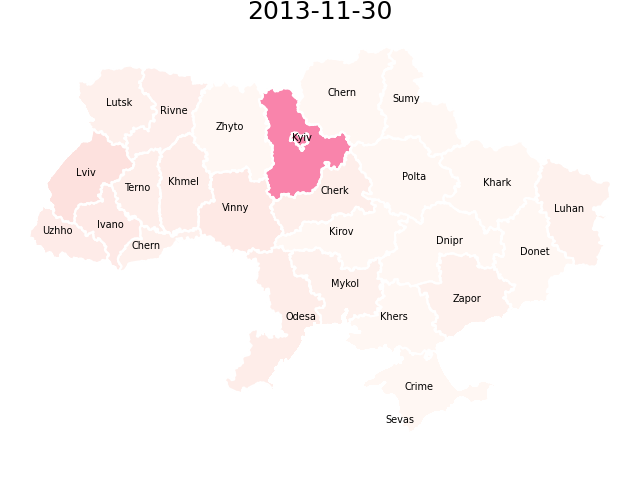 2013-11-30
Chern
Sumy
Lutsk
Rivne
Zhyto
Kyiv
Lviv
Terno
Khmel
Polta
Khark
Cherk
Vinny
Luhan
Ivano
Uzhho
Chern
Kirov
Dnipr
Donet
Mykol
Zapor
Odesa
Khers
Crime
Sevas